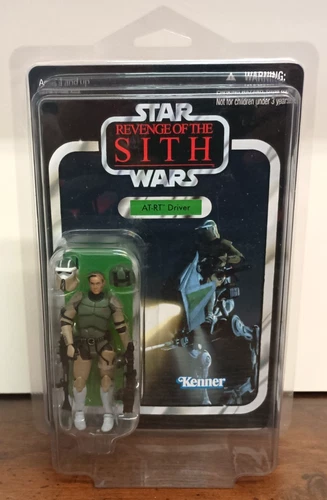 WARNING:
Not for children under 3 years
STAR
REVENGE OF THE
SITH
WARS
AT-RT Driver
Kenner